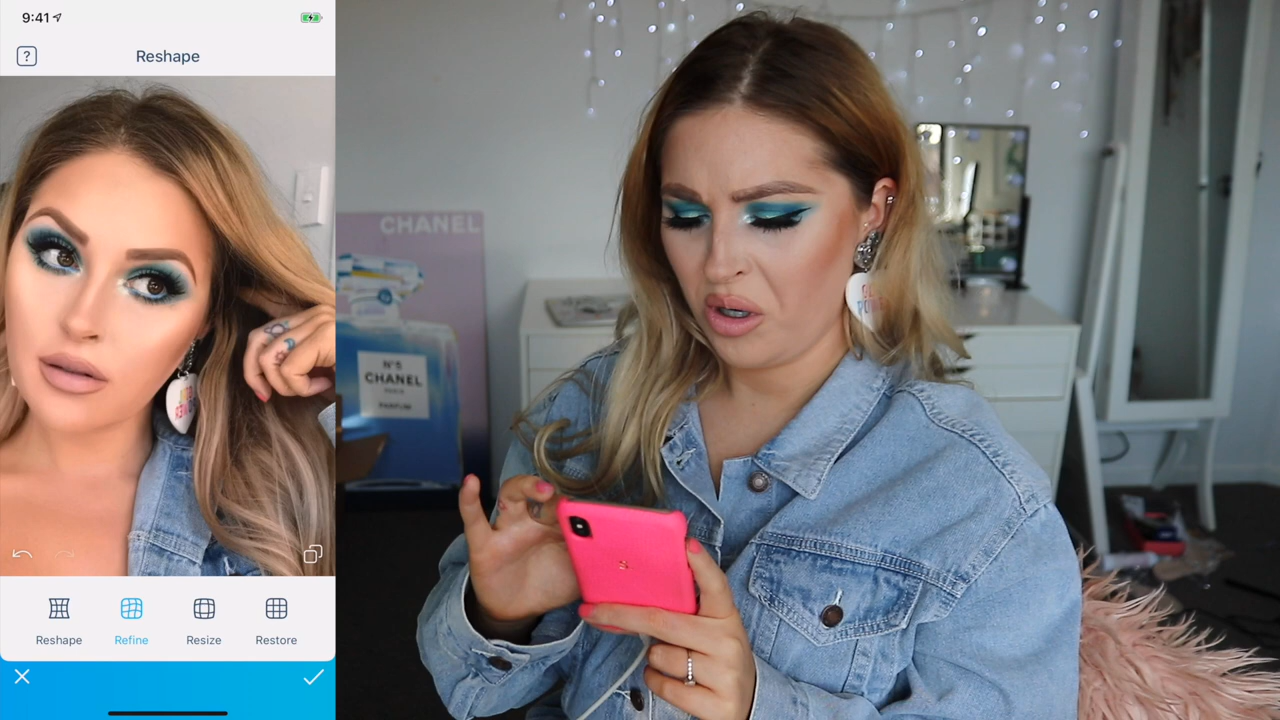 9:41
?
Reshape
Reshape
Refine
Resize
Restore
CHANEL
N°5
CHANEL
PARIS
PARFUM